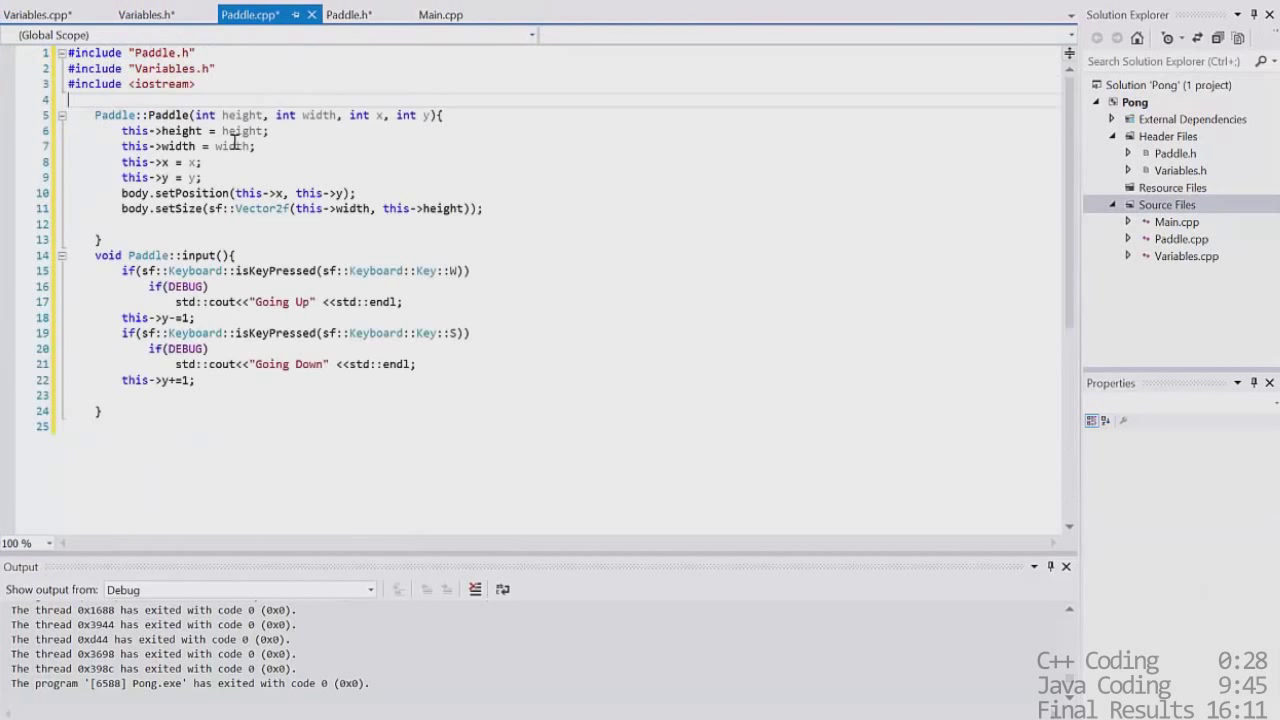 Variables.cpp* Variables.h* Paddle.cpp* Paddle.h* Main.cpp
(Global Scope)
1 #include "Paddle.h"
2 #include "Variables.h"
3 #include <iostream>
4
5 Paddle::Paddle(int height, int width, int x, int y){
6 this->height = height;
7 this->width = width;
8 this->x = x;
9 this->y = y;
10 body.setPosition(this->x, this->y);
11 body.setSize(sf::Vector2f(this->width, this->height));
12
13 }
14 void Paddle::input(){
15 if(sf::Keyboard::isKeyPressed(sf::Keyboard::Key::W))
16 if(DEBUG)
17 std::cout<<"Going Up" <<std::endl;
18 this->y-=1;
19 if(sf::Keyboard::isKeyPressed(sf::Keyboard::Key::S))
20 if(DEBUG)
21 std::cout<<"Going Down" <<std::endl;
22 this->y+=1;
23
24 }
25
100 %
Output
Show output from: Debug
The thread 0x1688 has exited with code 0 (0x0).
The thread 0x3944 has exited with code 0 (0x0).
The thread 0xd44 has exited with code 0 (0x0).
The thread 0x3698 has exited with code 0 (0x0).
The thread 0x398c has exited with code 0 (0x0).
The program '[6588] Pong.exe' has exited with code 0 (0x0).
Solution Explorer
Search Solution Explorer (Ctrl+;)
Solution 'Pong' (1 project)
Pong
External Dependencies
Header Files
Paddle.h
Variables.h
Resource Files
Source Files
Main.cpp
Paddle.cpp
Variables.cpp
Properties
C++ Coding 0:28
Java Coding 9:45
Final Results 16:11